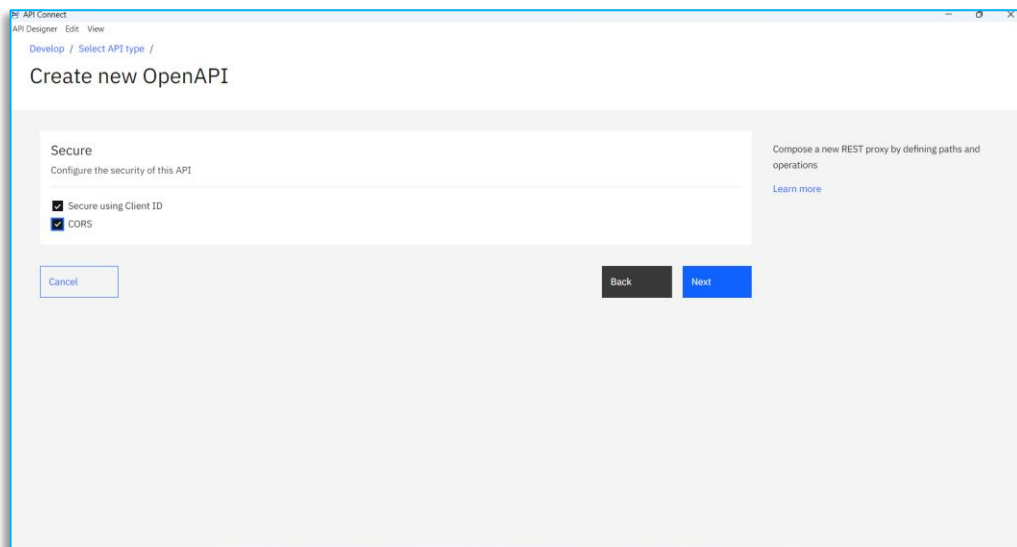 API Connect
API Designer Edit View
Develop / Select API type /
Create new OpenAPI
Secure
Configure the security of this API
Secure using Client ID
CORS
Cancel
Back
Next
Compose a new REST proxy by defining paths and
operations
Learn more